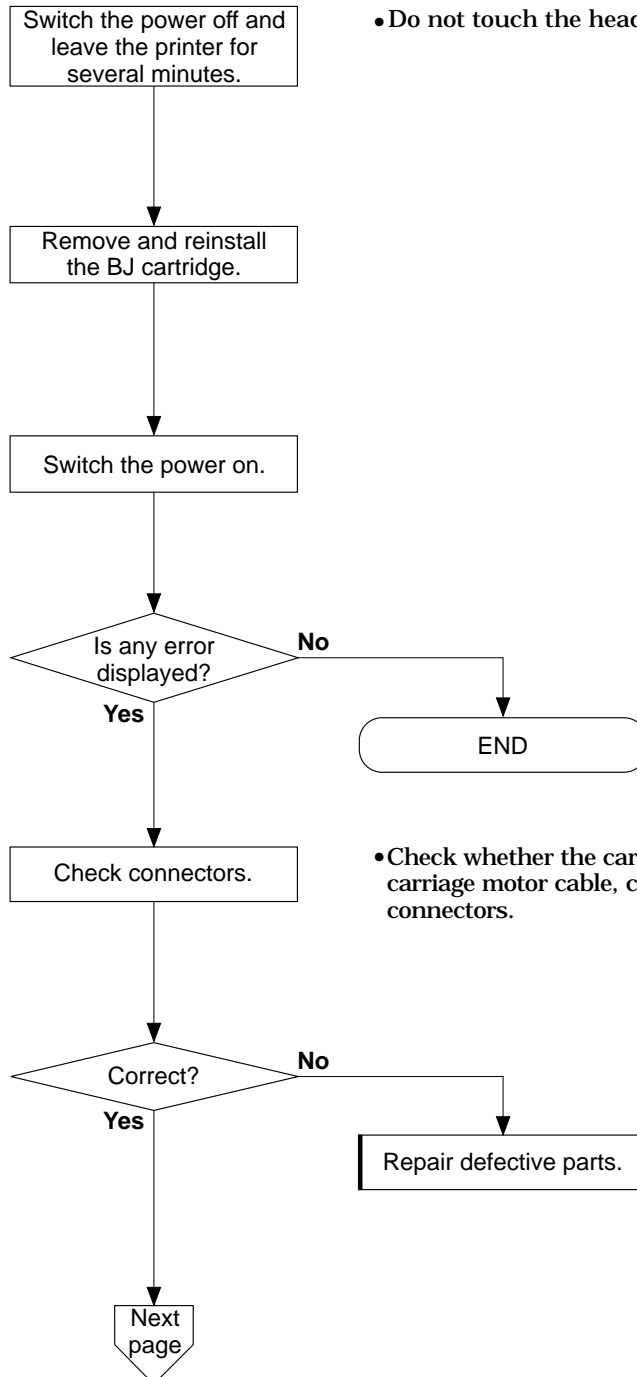 Switch the power off and
leave the printer for
several minutes.
• Do not touch the head
Remove and reinstall
the BJ cartridge.
Switch the power on.
Is any error
displayed?
No
Yes
END
Check connectors.
• Check whether the
carriage motor cable,
connectors.
Correct?
No
Yes
Repair defective parts.
Next
page